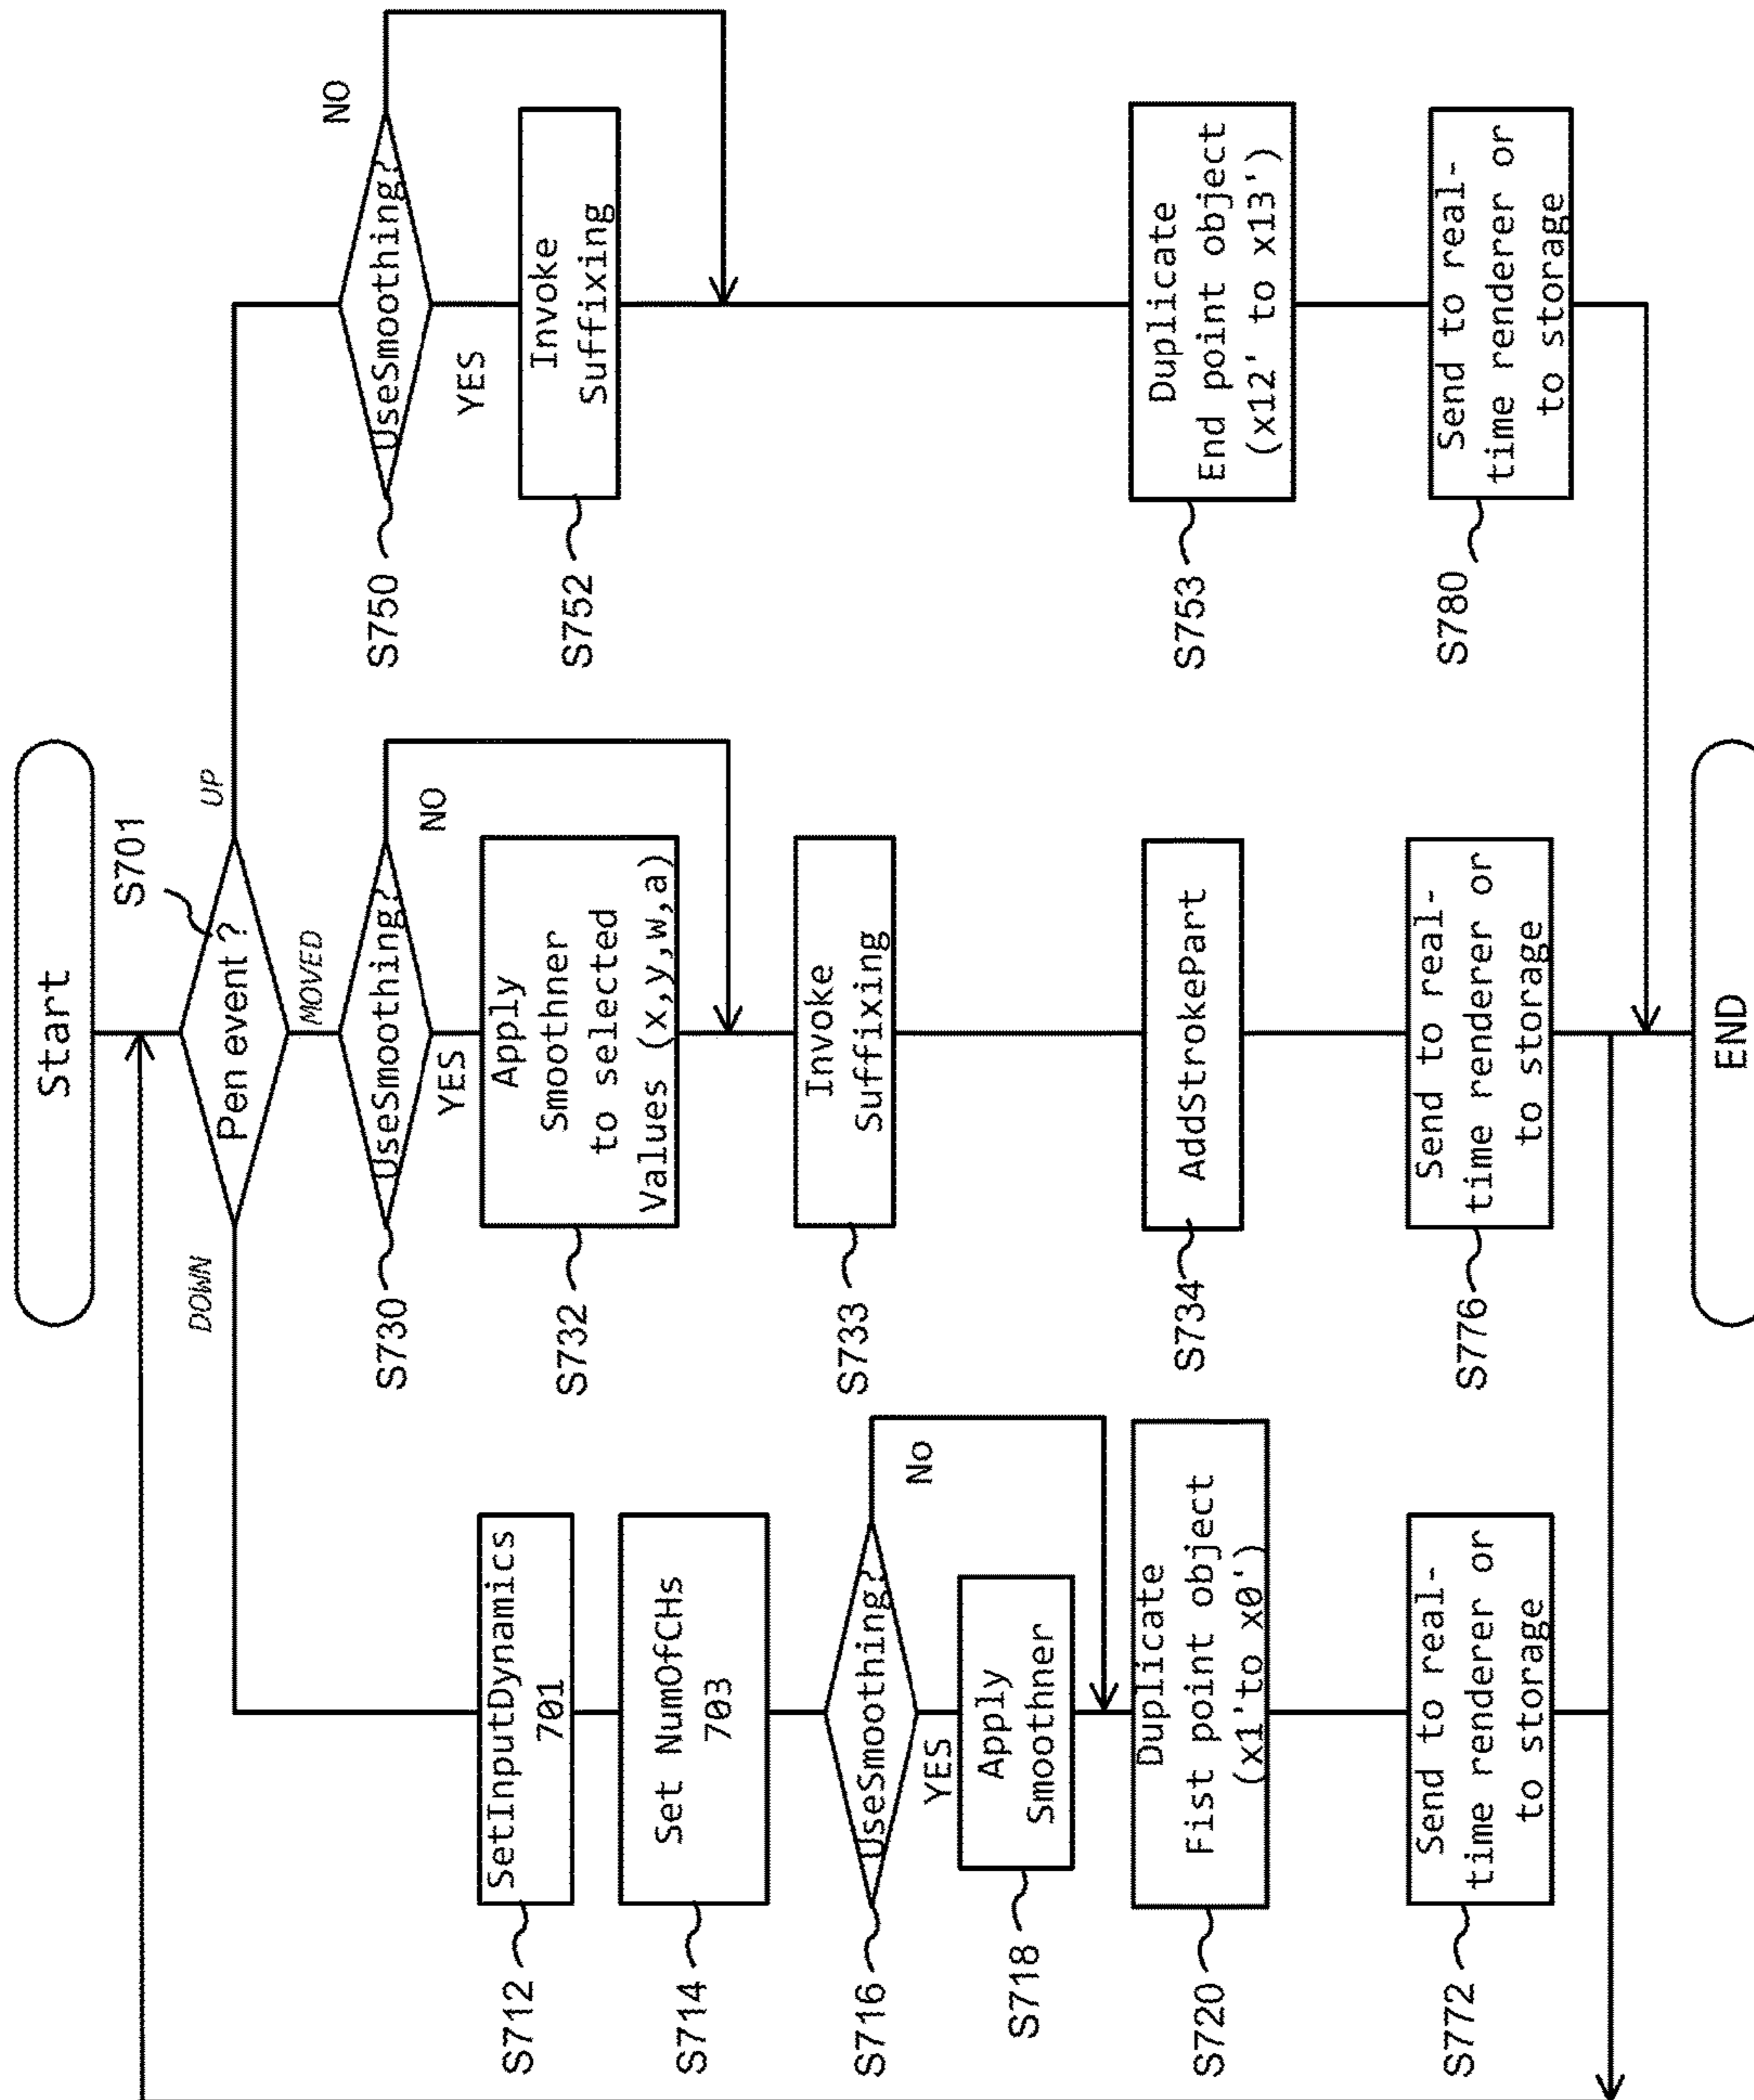 Start
Pen event ?
S701
DOWN
MOVED
UP
SetInputDynamics
701
S712
Set NumOfCHs
703
S714
UseSmoothing?
S716
YES
No
Apply
Smoothner
S718
Duplicate
Fist point object
(x1'to x0')
S720
Send to real-
time renderer or
to storage
S772
UseSmoothing?
S730
YES
NO
Apply
Smoothner
to selected
Values (x,y,w,a)
S732
Invoke
Suffixing
S733
AddStrokePart
S734
Send to real-
time renderer or
to storage
S776
UseSmoothing?
S750
YES
NO
Invoke
Suffixing
S752
Duplicate
End point object
(x12' to x13')
S753
Send to real-
time renderer or
to storage
S780
END